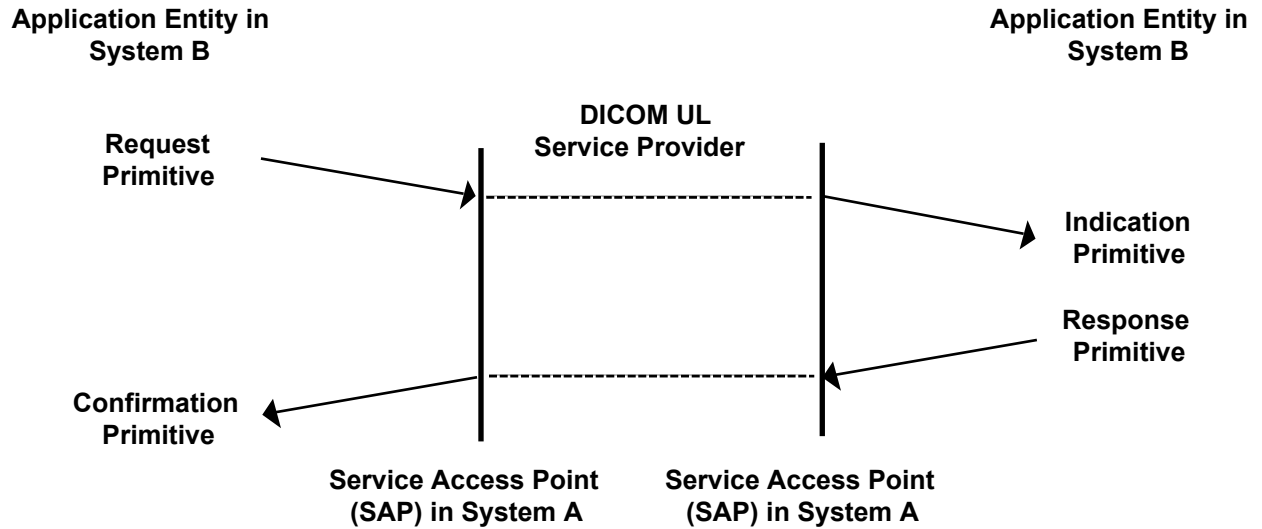 Application Entity in
System B
Application Entity in
System B
DICOM UL
Service Provider
Request
Primitive
Indication
Primitive
Response
Primitive
Confirmation
Primitive
Service Access Point
(SAP) in System A
Service Access Point
(SAP) in System A